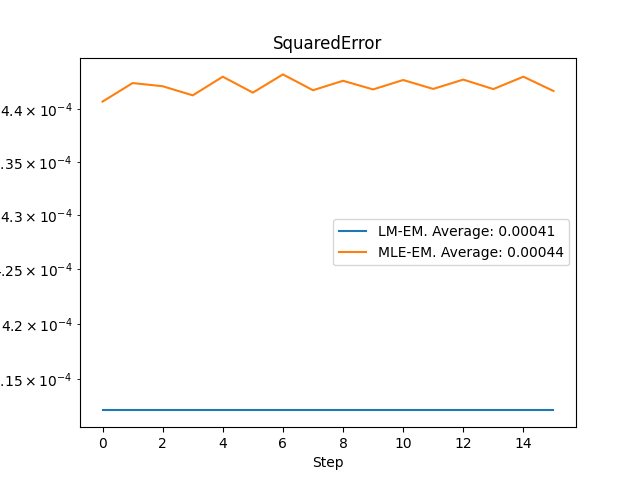 SquaredError
4.4 × 10⁻⁴
.35 × 10⁻⁴
4.3 × 10⁻⁴
.25 × 10⁻⁴
4.2 × 10⁻⁴
.15 × 10⁻⁴
LM-EM. Average: 0.00041
MLE-EM. Average: 0.00044
0 2 4 6 8 10 12 14
Step